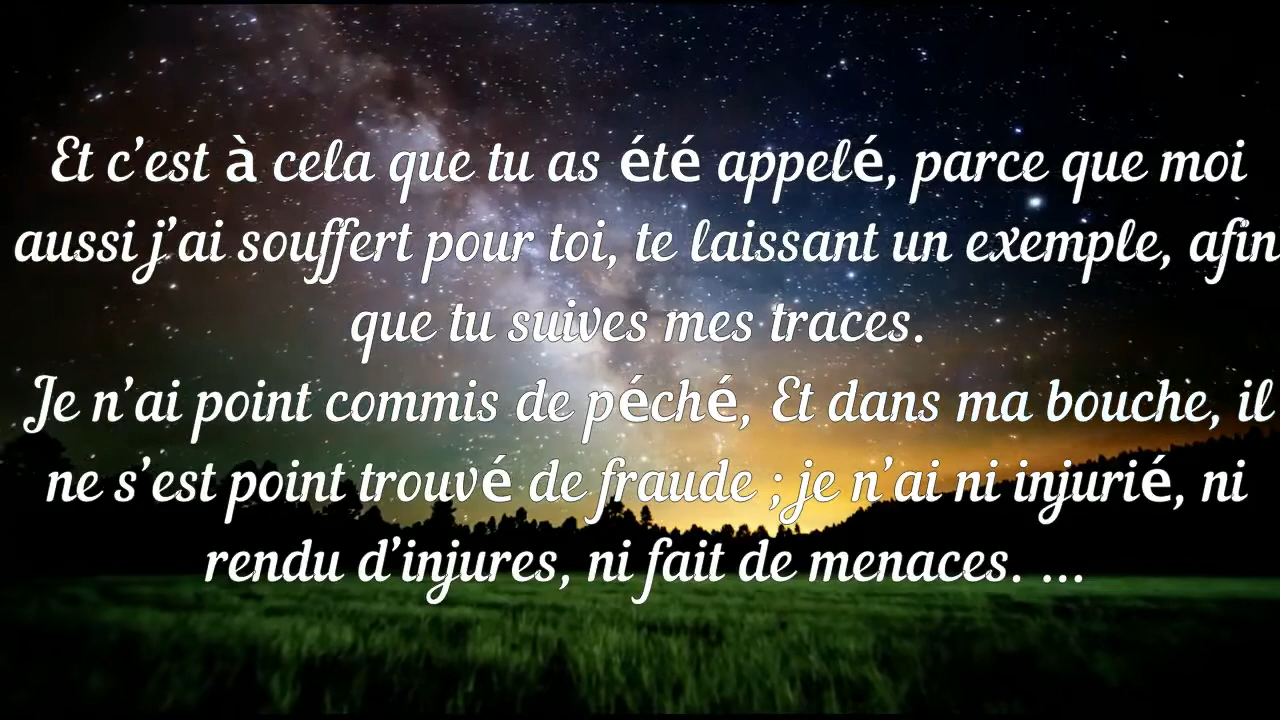 Et c’est à cela que tu as été appelé, parce que moi
aussi j’ai souffert pour toi, te laissant un exemple, afin
que tu suives mes traces.
Je n’ai point commis de péché, Et dans ma bouche, il
ne s’est point trouvé de fraude ; je n’ai ni injurié, ni
rendu d’injures, ni fait de menaces. ...